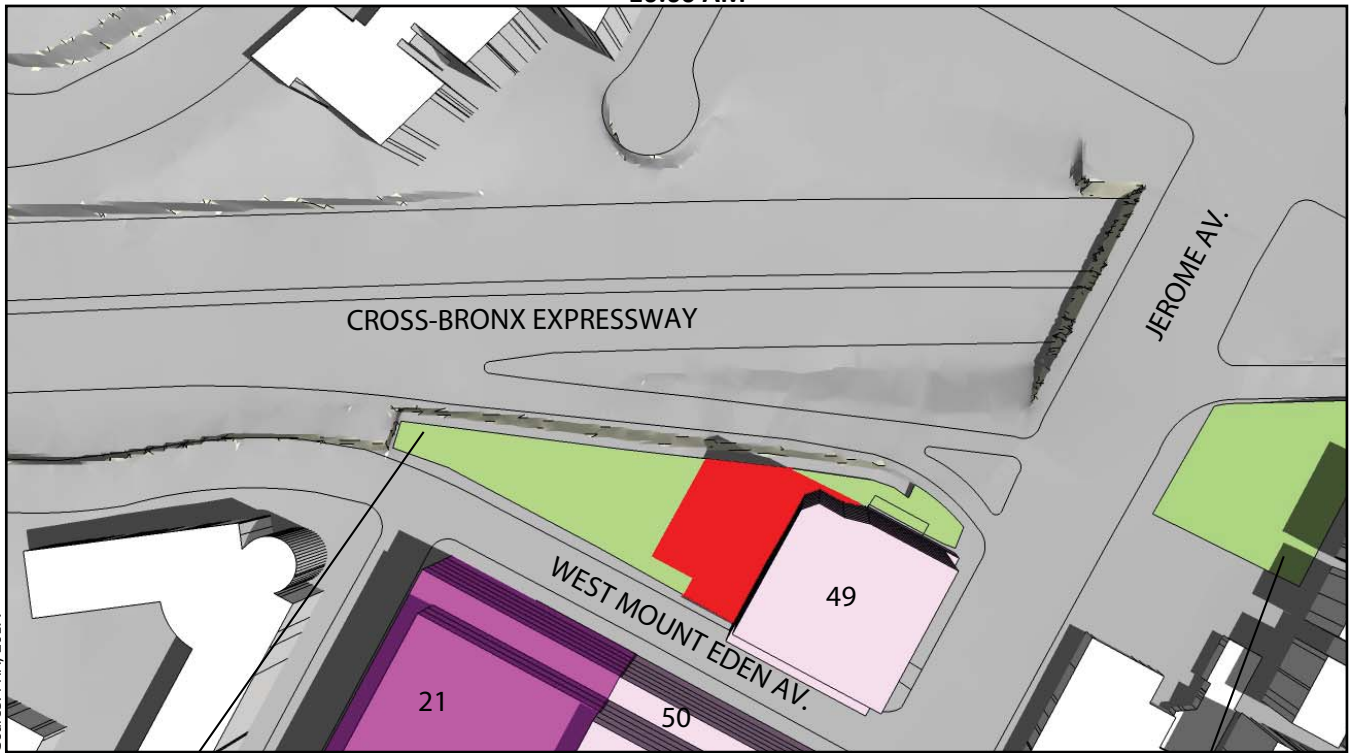 CROSS-BRONX EXPRESSWAY
JEROME AV.
WEST MOUNT EDEN AV.
49
21
50